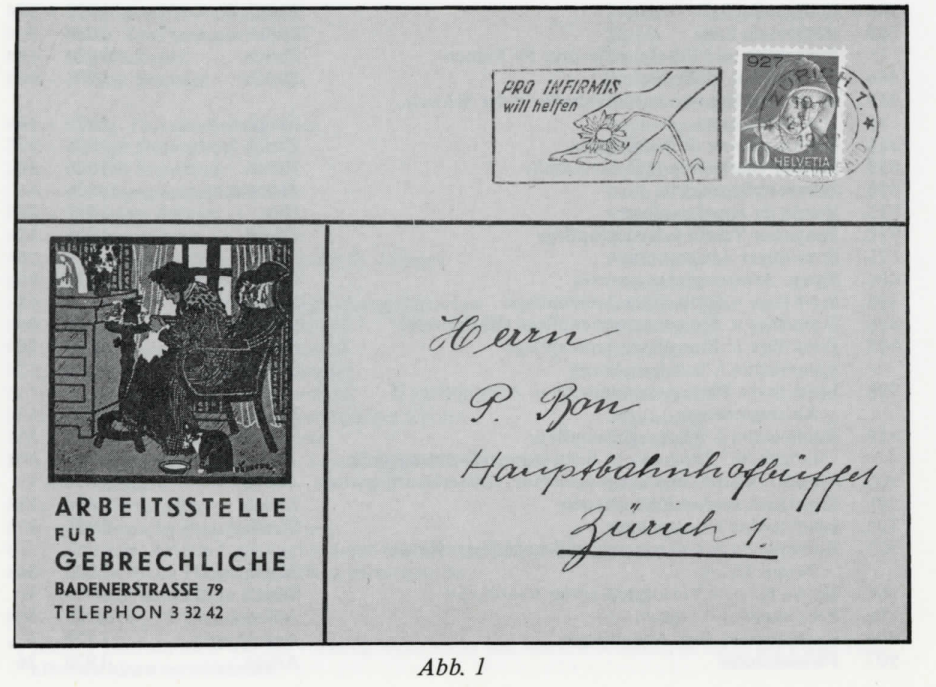 PRO INFIRMIS
will helfen
927
ZÜRICH 1
10
HELVETIA
Herrn
P. Bon
Hauptbahnhofbüffet
Zürich 1.
ARBEITSSTELLE
FÜR
GEBRECHLICHE
BADENERSTRASSE 79
TELEPHON 3 32 42
Abb. 1